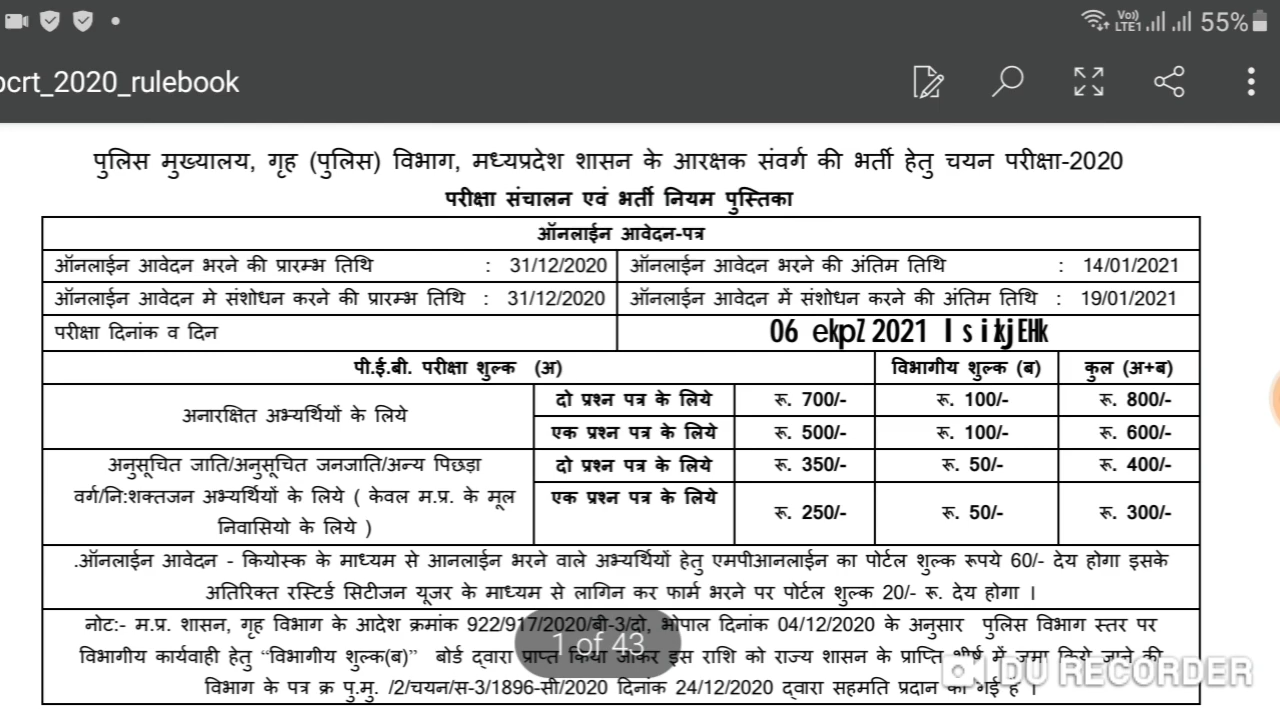 Vo)) LTE1 55%
pcrt_2020_rulebook
पुलिस मुख्यालय, गृह (पुलिस) विभाग, मध्यप्रदेश शासन के आरक्षक संवर्ग की भर्ती हेतु चयन परीक्षा-2020
परीक्षा संचालन एवं भर्ती नियम पुस्तिका
ऑनलाईन आवेदन-पत्र
ऑनलाईन आवेदन भरने की प्रारम्भ तिथि : 31/12/2020 ऑनलाईन आवेदन भरने की अंतिम तिथि : 14/01/2021
ऑनलाईन आवेदन मे संशोधन करने की प्रारम्भ तिथि : 31/12/2020 ऑनलाईन आवेदन में संशोधन करने की अंतिम तिथि : 19/01/2021
परीक्षा दिनांक व दिन 06 ekpZ 2021
पी.ई.बी. परीक्षा शुल्क (अ) विभागीय शुल्क (ब) कुल (अ+ब)
अनारक्षित अभ्यर्थियों के लिये दो प्रश्न पत्र के लिये रू. 700/- रू. 100/- रू. 800/-
एक प्रश्न पत्र के लिये रू. 500/- रू. 100/- रू. 600/-
अनुसूचित जाति/अनुसूचित जनजाति/अन्य पिछड़ा दो प्रश्न पत्र के लिये रू. 350/- रू. 50/- रू. 400/-
वर्ग/नि:शक्तजन अभ्यर्थियों के लिये ( केवल म.प्र. के मूल एक प्रश्न पत्र के लिये रू. 250/- रू. 50/- रू. 300/-
निवासियो के लिये )
.ऑनलाईन आवेदन - कियोस्क के माध्यम से आनलाईन भरने वाले अभ्यर्थियों हेतु एमपीआनलाईन का पोर्टल शुल्क रूपये 60/- देय होगा इसके
अतिरिक्त रस्टिर्ड सिटीजन यूजर के माध्यम से लागिन कर फार्म भरने पर पोर्टल शुल्क 20/- रू. देय होगा ।
नोट:- म.प्र. शासन, गृह विभाग के आदेश क्रमांक 922/917/2020/बी-3/दो, भोपाल दिनांक 04/12/2020 के अनुसार पुलिस विभाग स्तर पर
विभागीय कार्यवाही हेतु "विभागीय शुल्क(ब)" बोर्ड द्वारा प्राप्त किया जाकर इस राशि को राज्य शासन के प्राप्ति शीर्ष में जमा किये जाने की
विभाग के पत्र क्र पु.मु. /2/चयन/स-3/1896-सी/2020 दिनांक 24/12/2020 द्वारा सहमति प्रदान की गई है ।
1 of 43
DU RECORDER